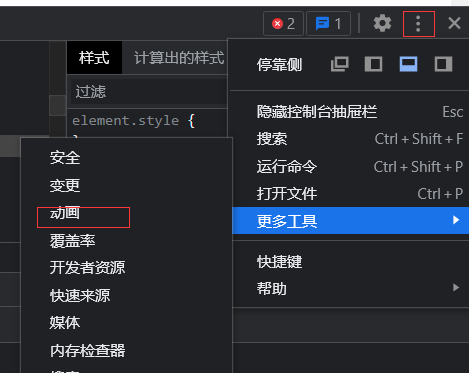 2 1
样式 计算出的样式
停靠侧
过滤
element.style {
}
隐藏控制台抽屉栏 Esc
搜索 Ctrl + Shift + F
运行命令 Ctrl + Shift + P
打开文件 Ctrl + P
更多工具
快捷键
帮助
安全
变更
动画
覆盖率
开发者资源
快速来源
媒体
内存检查器